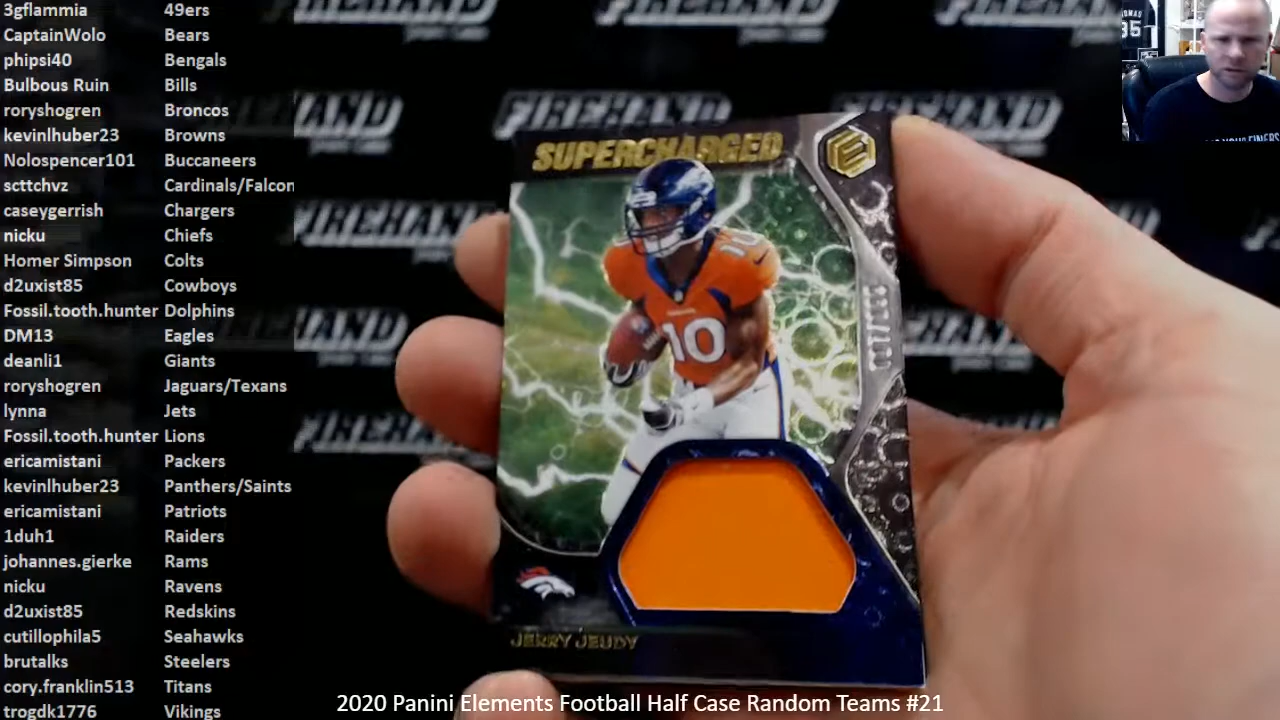 3gflammia 49ers
CaptainWolo Bears
phipsi40 Bengals
Bulbous Ruin Bills
roryshogren Broncos
kevinlhuber23 Browns
Nolospencer101 Buccaneers
scttchvz Cardinals/Falcon
caseygerrish Chargers
nicku Chiefs
Homer Simpson Colts
d2uxist85 Cowboys
Fossil.tooth.hunter Dolphins
DM13 Eagles
deanli1 Giants
roryshogren Jaguars/Texans
lynna Jets
Fossil.tooth.hunter Lions
ericamistani Packers
kevinlhuber23 Panthers/Saints
ericamistani Patriots
1duh1 Raiders
johannes.gierke Rams
nicku Ravens
d2uxist85 Redskins
cutillophila5 Seahawks
brutalks Steelers
cory.franklin513 Titans
trogdk1776 Vikings
FIREHAND
FIREHAND
SUPERCHARGED
E
10
10
JERRY JEUDY
2020 Panini Elements Football Half Case Random Teams #21